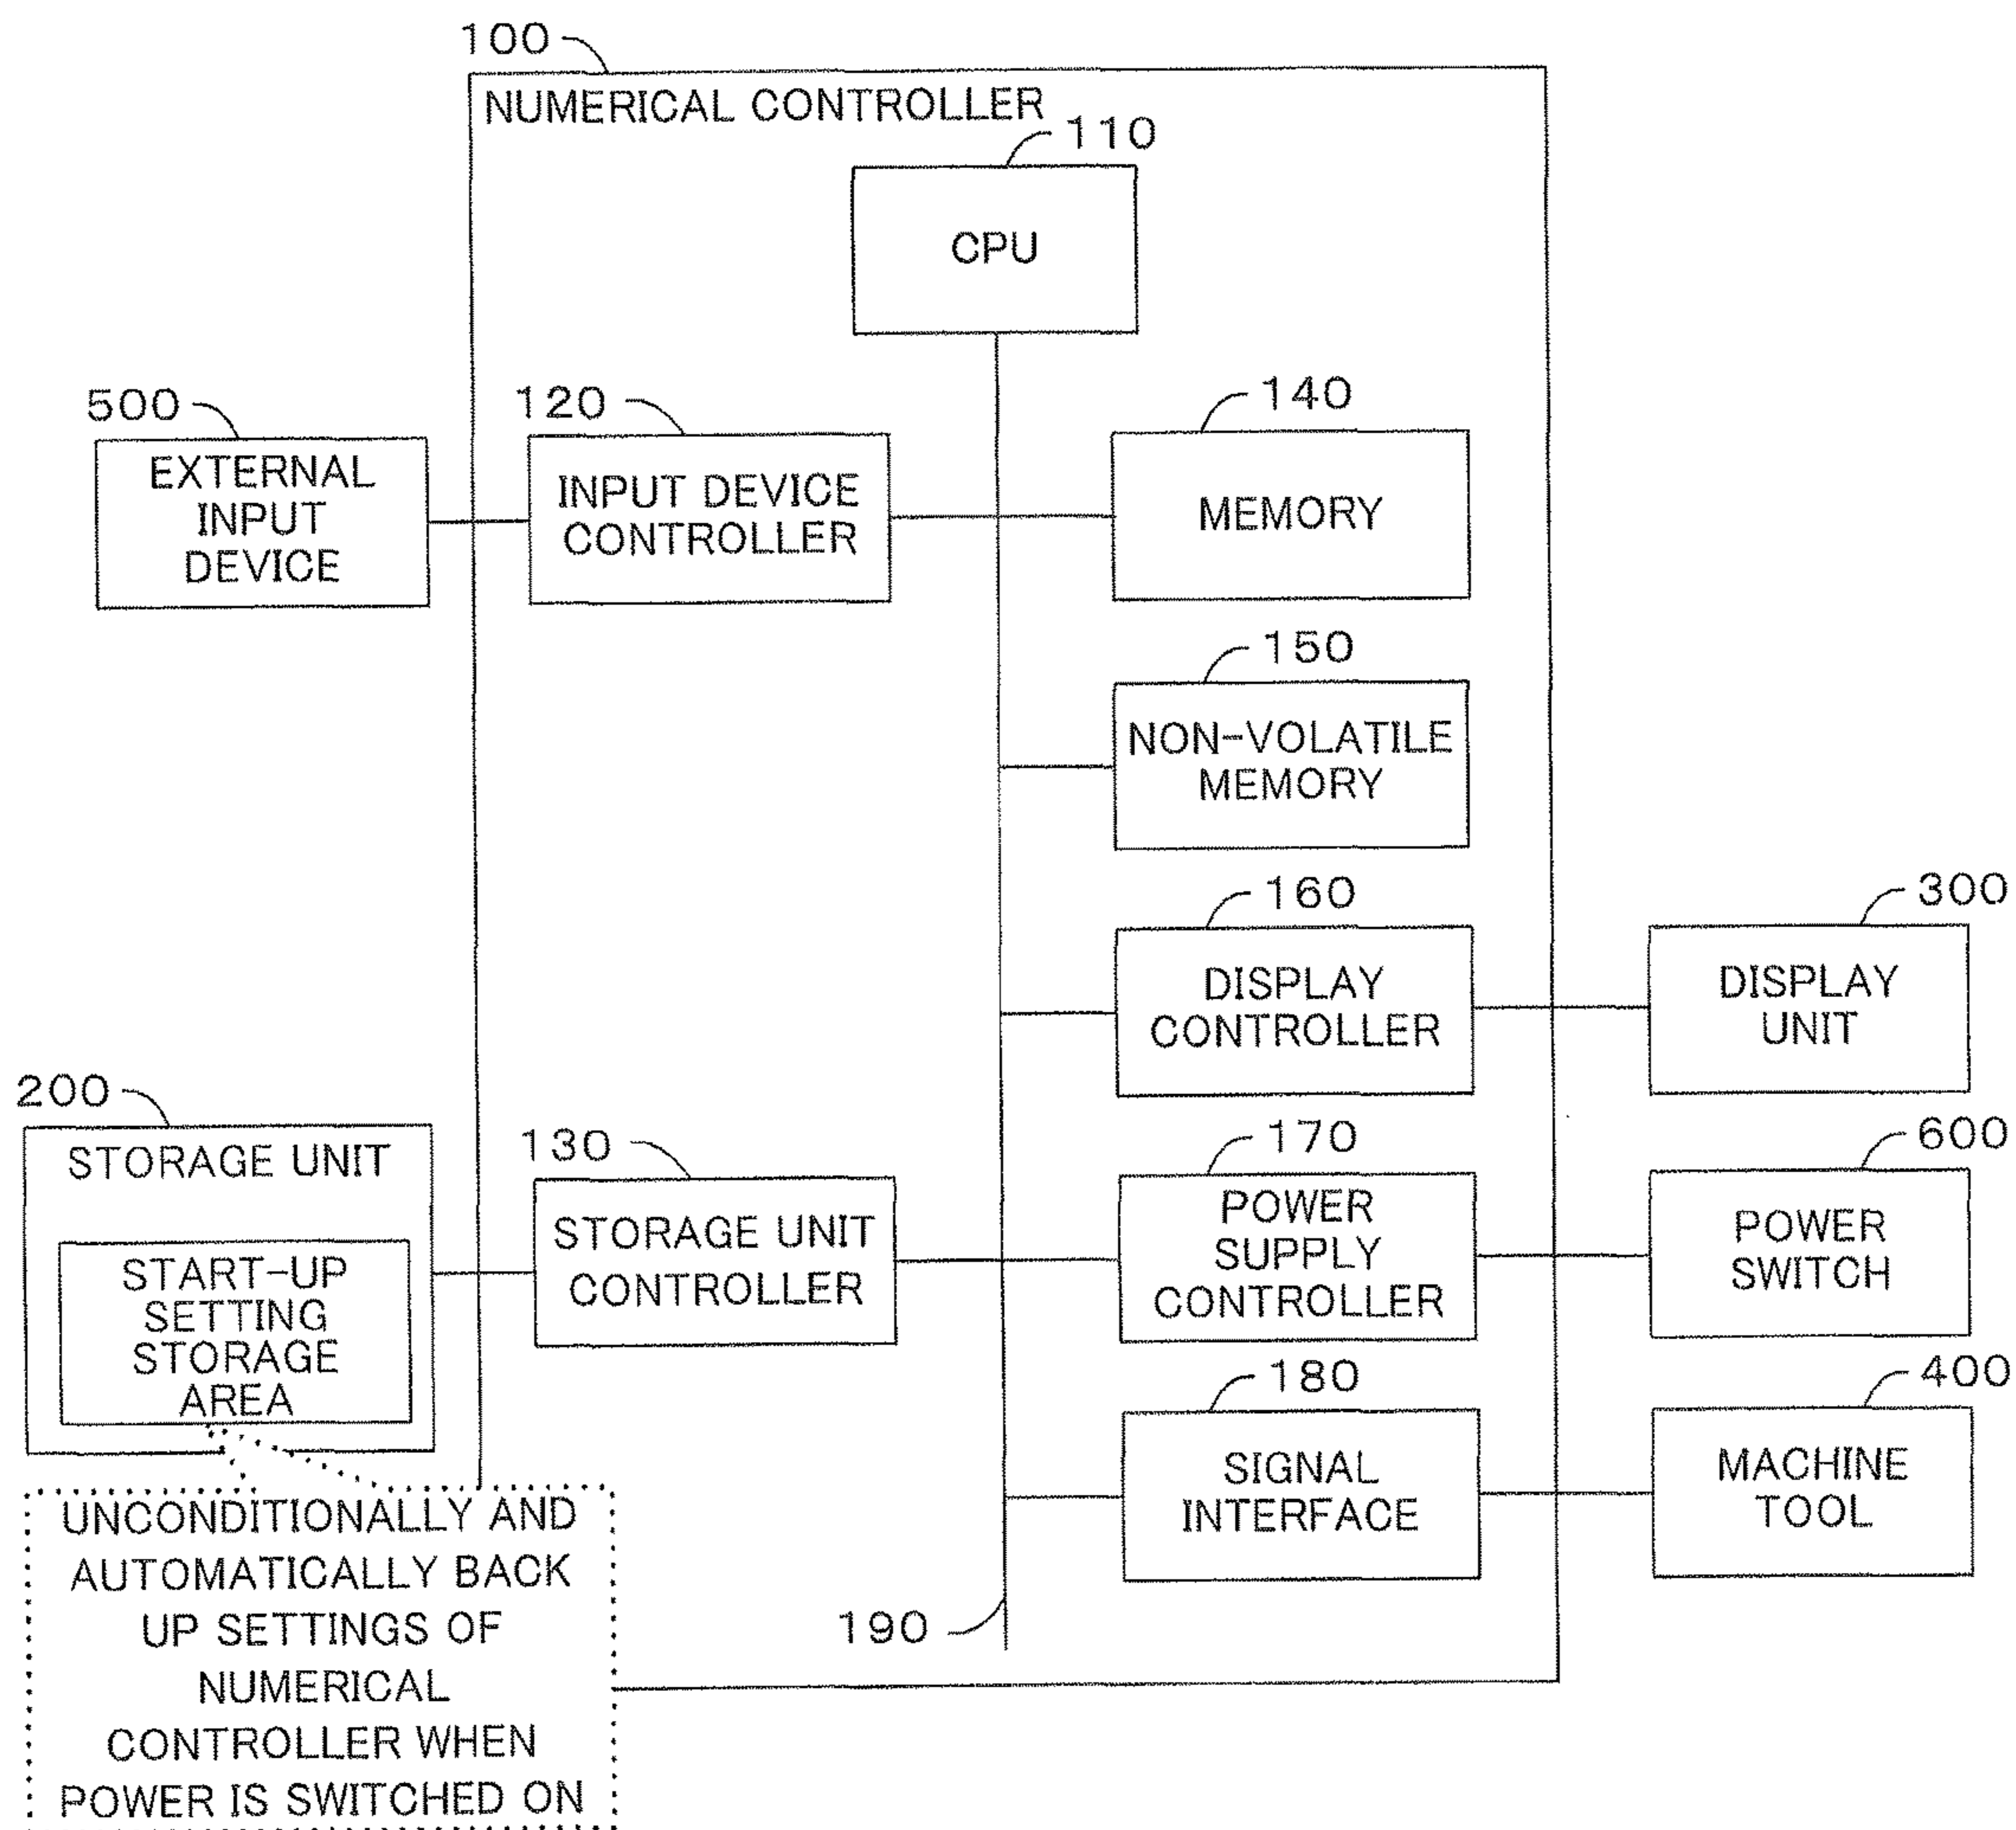 100
NUMERICAL CONTROLLER
110
CPU
500
EXTERNAL
INPUT
DEVICE
120
INPUT DEVICE
CONTROLLER
140
MEMORY
150
NON-VOLATILE
MEMORY
160
DISPLAY
CONTROLLER
300
DISPLAY
UNIT
200
STORAGE UNIT
START-UP
SETTING
STORAGE
AREA
130
STORAGE UNIT
CONTROLLER
170
POWER
SUPPLY
CONTROLLER
600
POWER
SWITCH
180
SIGNAL
INTERFACE
400
MACHINE
TOOL
190
UNCONDITIONALLY AND
AUTOMATICALLY BACK
UP SETTINGS OF
NUMERICAL
CONTROLLER WHEN
POWER IS SWITCHED ON